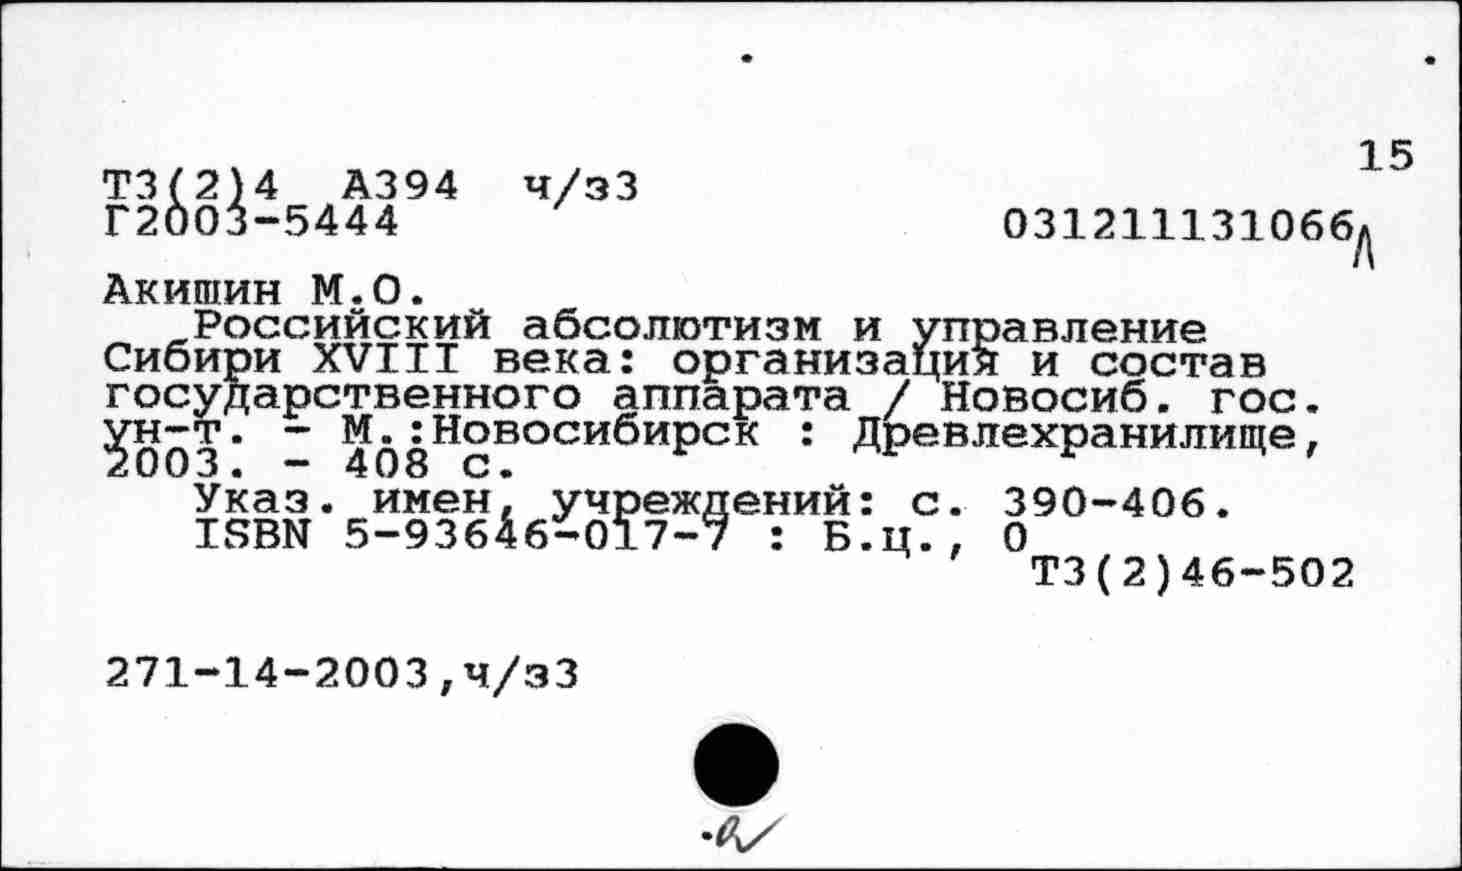 15
Т3(2)4 А394 ч/з3
Г2003-5444 031211131066Л
Акишин М.О.
Российский абсолютизм и управление
Сибири XVIII века: организация и состав
государственного аппарата / Новосиб. гос.
ун-т. - М.:Новосибирск : Древлехранилище,
2003. - 408 с.
Указ. имен, учреждений: с. 390-406.
ISBN 5-93646-017-7 : Б.ц., 0
Т3(2)46-502
271-14-2003,ч/з3